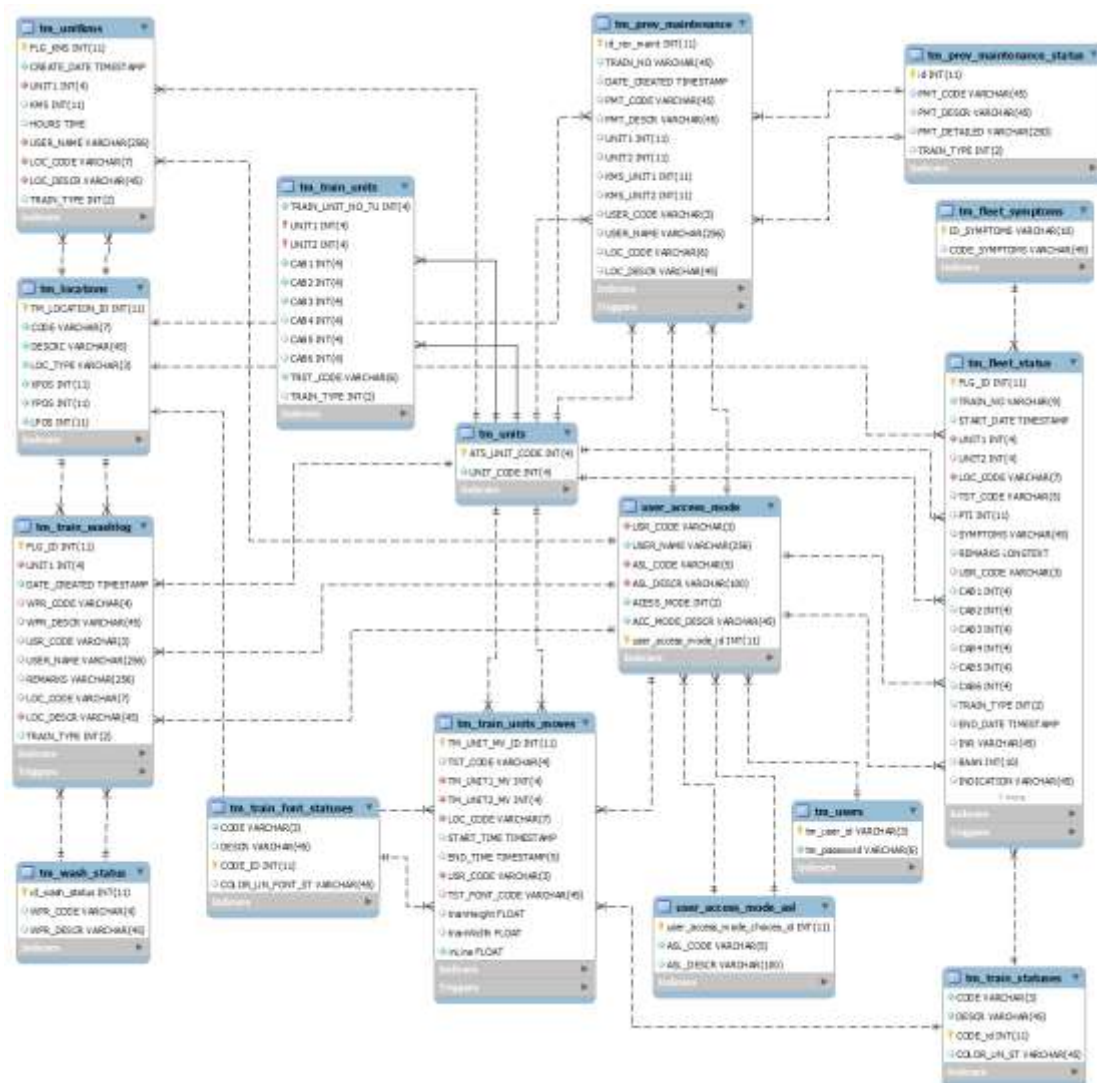 tm_unitkms
PLG_KMS INT(11)
CREATE_DATE TIMESTAMP
UNIT1 INT(4)
KMS INT(11)
HOURS TIME
USER_NAME VARCHAR(256)
LOC_CODE VARCHAR(7)
LOC_DESCR VARCHAR(45)
TRAIN_TYPE INT(2)
Indexes
tm_locations
TM_LOCATION_ID INT(11)
CODE VARCHAR(7)
DESCRC VARCHAR(45)
LOC_TYPE VARCHAR(3)
XPOS INT(11)
YPOS INT(11)
LPOS INT(11)
Indexes
tm_train_washlog
PLG_ID INT(11)
UNIT1 INT(4)
DATE_CREATED TIMESTAMP
WPR_CODE VARCHAR(4)
WPR_DESCR VARCHAR(45)
USR_CODE VARCHAR(3)
USER_NAME VARCHAR(256)
REMARKS VARCHAR(256)
LOC_CODE VARCHAR(7)
LOC_DESCR VARCHAR(45)
TRAIN_TYPE INT(2)
Indexes
Triggers
tm_wash_status
id_wash_status INT(11)
WPR_CODE VARCHAR(4)
WPR_DESCR VARCHAR(45)
Indexes
tm_train_units
TRAIN_UNIT_NO_TU INT(4)
UNIT1 INT(4)
UNIT2 INT(4)
CAB1 INT(4)
CAB2 INT(4)
CAB3 INT(4)
CAB4 INT(4)
CAB5 INT(4)
CAB6 INT(4)
TRST_CODE VARCHAR(6)
TRAIN_TYPE INT(2)
Indexes
tm_train_font_statuses
CODE VARCHAR(3)
DESCR VARCHAR(45)
CODE_ID INT(11)
COLOR_UN_FONT_ST VARCHAR(45)
Indexes
tm_units
ATS_UNIT_CODE INT(4)
UNIT_CODE INT(4)
Indexes
tm_train_units_moves
TM_UNIT_MV_ID INT(11)
TST_CODE VARCHAR(4)
TM_UNIT1_MV INT(4)
TM_UNIT2_MV INT(4)
LOC_CODE VARCHAR(7)
START_TIME TIMESTAMP
END_TIME TIMESTAMP(5)
USR_CODE VARCHAR(3)
TST_FONT_CODE VARCHAR(45)
trainHeight FLOAT
trainWidth FLOAT
inLine FLOAT
Indexes
Triggers
tm_prev_maintenance
TRAIN_NO VARCHAR(45)
DATE_CREATED TIMESTAMP
PMT_CODE VARCHAR(45)
PMT_DESCR VARCHAR(45)
UNIT1 INT(11)
UNIT2 INT(11)
KMS_UNIT1 INT(11)
KMS_UNIT2 INT(11)
USER_CODE VARCHAR(3)
USER_NAME VARCHAR(256)
LOC_CODE VARCHAR(6)
LOC_DESCR VARCHAR(45)
Indexes
Triggers
user_access_mode
USR_CODE VARCHAR(3)
USER_NAME VARCHAR(256)
ASL_CODE VARCHAR(5)
ASL_DESCR VARCHAR(100)
ACESS_MODE INT(2)
ACC_MODE_DESCR VARCHAR(45)
user_access_mode_id INT(11)
Indexes
tm_users
tm_user_id VARCHAR(3)
tm_password VARCHAR(6)
Indexes
user_access_mode_asl
user_access_mode_choices_id INT(11)
ASL_CODE VARCHAR(5)
ASL_DESCR VARCHAR(100)
Indexes
tm_prev_maintenance_status
id INT(11)
PMT_CODE VARCHAR(45)
PMT_DESCR VARCHAR(45)
PMT_DETAILED VARCHAR(250)
TRAIN_TYPE INT(2)
Indexes
tm_fleet_symptoms
ID_SYMPTOMS VARCHAR(10)
CODE_SYMPTOMS VARCHAR(45)
Indexes
tm_fleet_status
PLG_ID INT(11)
TRAIN_NO VARCHAR(9)
START_DATE TIMESTAMP
UNIT1 INT(4)
UNIT2 INT(4)
LOC_CODE VARCHAR(7)
TST_CODE VARCHAR(5)
PTI INT(11)
SYMPTOMS VARCHAR(45)
REMARKS LONGTEXT
USR_CODE VARCHAR(3)
CAB1 INT(4)
CAB2 INT(4)
CAB3 INT(4)
CAB4 INT(4)
CAB5 INT(4)
CAB6 INT(4)
TRAIN_TYPE INT(2)
END_DATE TIMESTAMP
INR VARCHAR(45)
BNAN INT(10)
INDICATION VARCHAR(45)
Indexes
Triggers
tm_train_statuses
CODE VARCHAR(3)
DESCR VARCHAR(45)
CODE_id INT(11)
COLOR_UN_ST VARCHAR(45)
Indexes